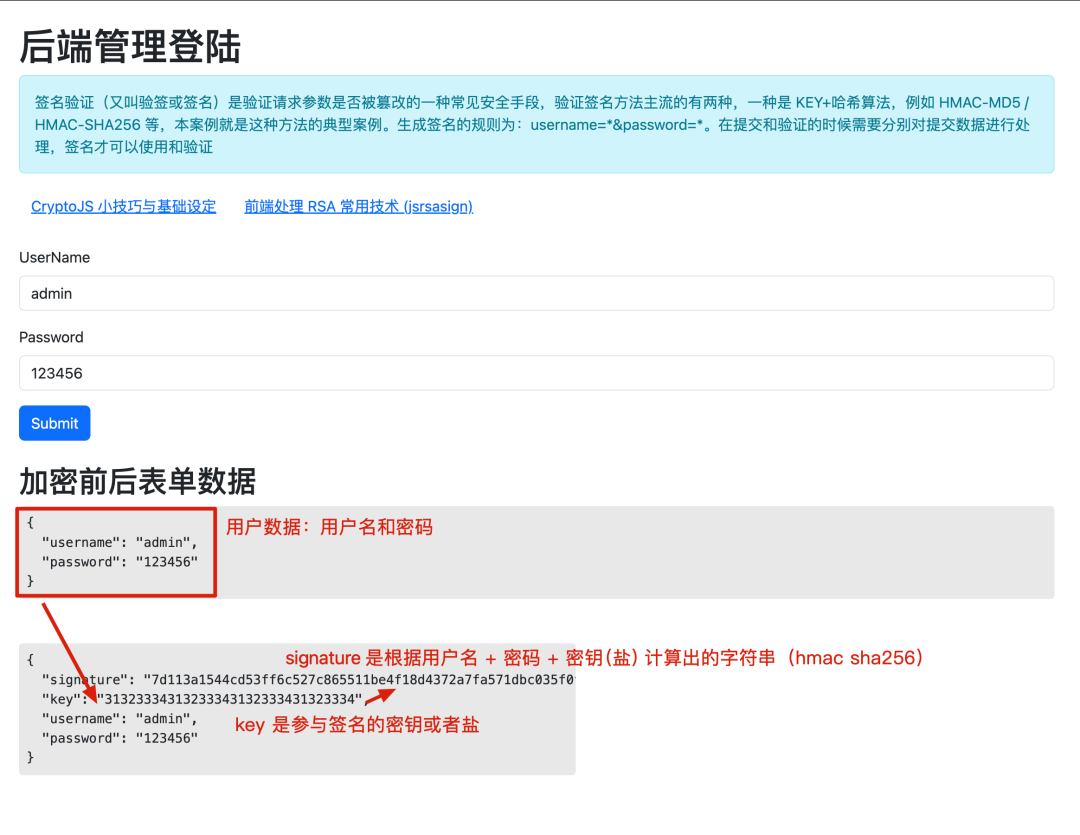 后端管理登陆
签名验证（又叫验签或签名）是验证请求参数是否被篡改的一种常见安全手段，验证签名方法主流的有两种，一种是 KEY+哈希算法，例如 HMAC-MD5 /
HMAC-SHA256 等，本案例就是这种方法的典型案例。生成签名的规则为：username=*&password=*。在提交和验证的时候需要分别对提交数据进行处
理，签名才可以使用和验证
CryptoJS 小技巧与基础设定 前端处理 RSA 常用技术 (jsrsasign)
UserName
admin
Password
123456
Submit
加密前后表单数据
{
"username": "admin",
"password": "123456"
}
用户数据：用户名和密码
signature 是根据用户名 + 密码 + 密钥(盐) 计算出的字符串（hmac sha256）
{
"signature": "7d113a1544cd53ff6c527c865511be4f18d4372a7fa571dbc035f0
"key": "31323334313233343132333431323334",
"username": "admin",
"password": "123456"
}
key 是参与签名的密钥或者盐